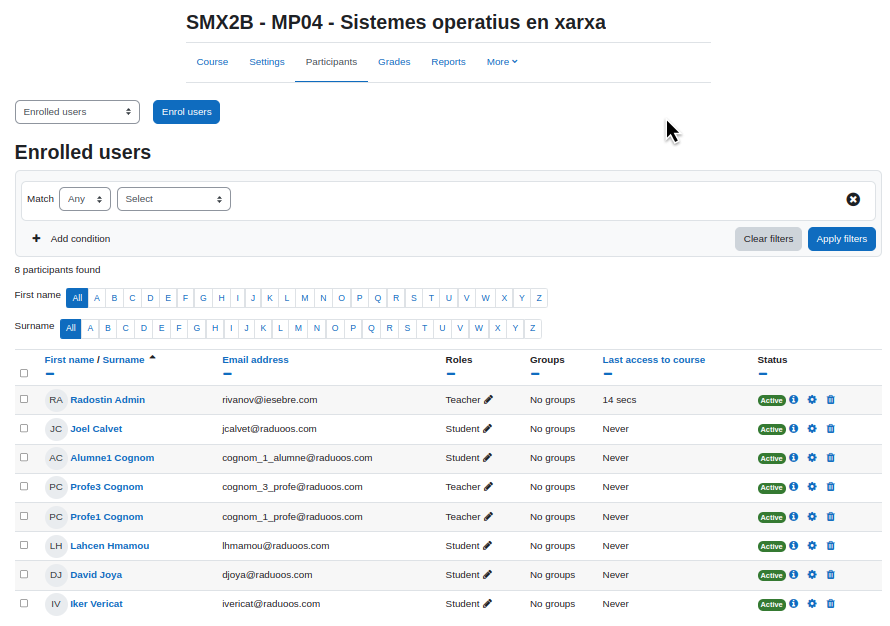 SMX2B - MP04 - Sistemes operatius en xarxa
Course Settings Participants Grades Reports More
Enrolled users Enrol users
Enrolled users
Match Any Select
Add condition Clear filters Apply filters
8 participants found
First name All A B C D E F G H I J K L M N O P Q R S T U V W X Y Z
Surname All A B C D E F G H I J K L M N O P Q R S T U V W X Y Z
First name / Surname Email address Roles Groups Last access to course Status
RA Radostin Admin rivanov@iesebre.com Teacher No groups 14 secs Active
JC Joel Calvet jcalvet@raduoos.com Student No groups Never Active
AC Alumne1 Cognom cognom_1_alumne@raduoos.com Student No groups Never Active
PC Profe3 Cognom cognom_3_profe@raduoos.com Teacher No groups Never Active
PC Profe1 Cognom cognom_1_profe@raduoos.com Teacher No groups Never Active
LH Lahcen Hmamou lhmamou@raduoos.com Student No groups Never Active
DJ David Joya djoya@raduoos.com Student No groups Never Active
IV Iker Vericat ivericat@raduoos.com Student No groups Never Active